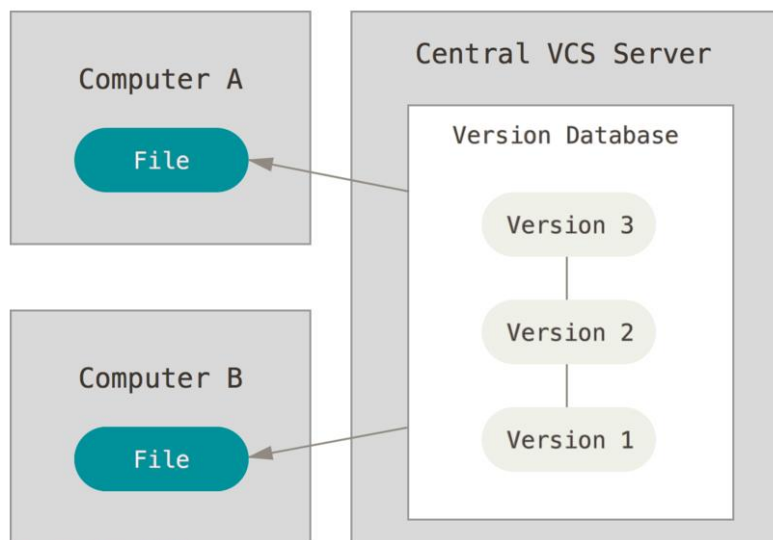 Computer A
File
Computer B
File
Central VCS Server
Version Database
Version 3
Version 2
Version 1